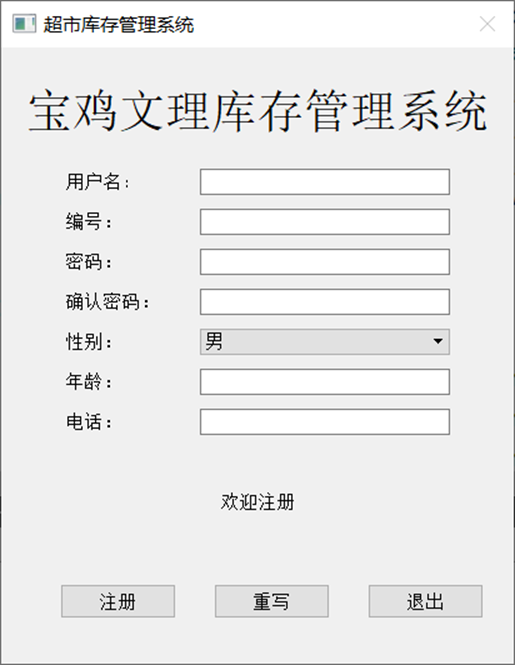 超市库存管理系统
宝鸡文理库存管理系统
用户名：
编号：
密码：
确认密码：
性别： 男
年龄：
电话：
欢迎注册
注册 重写 退出